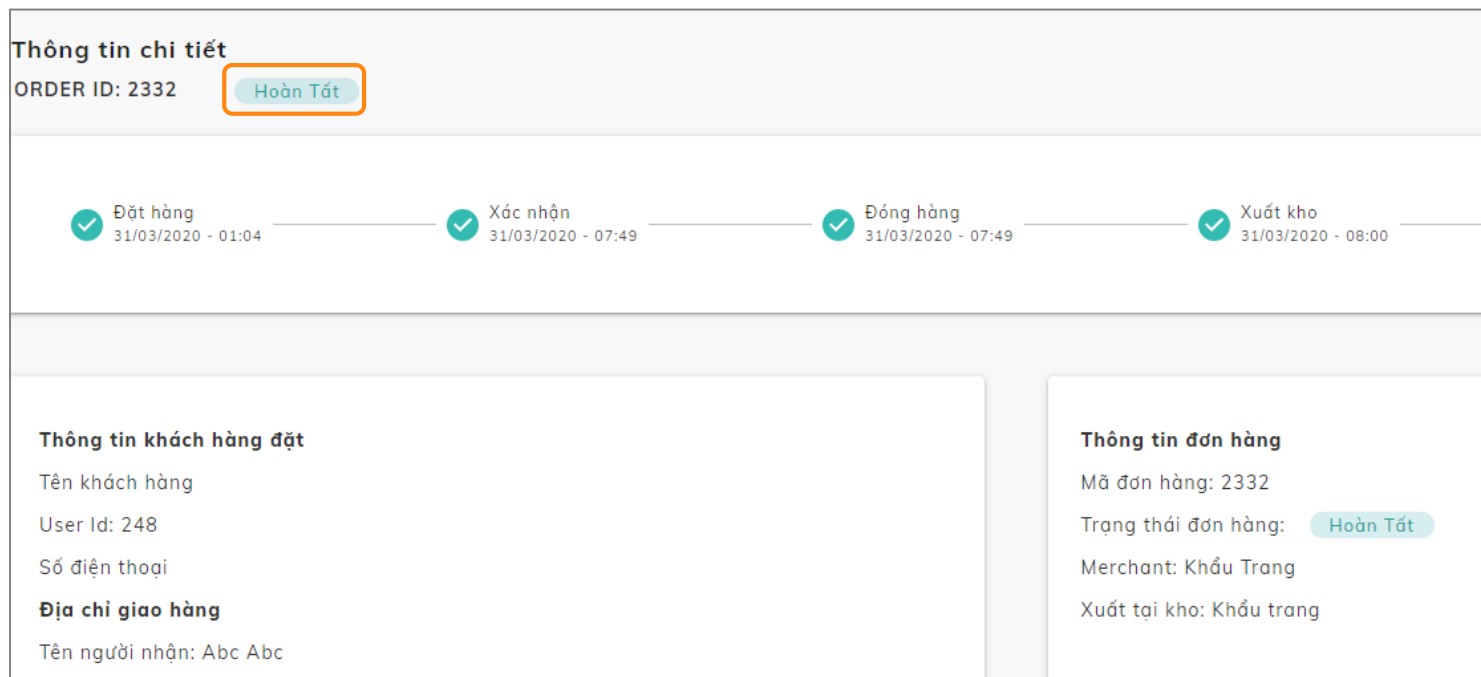 Thông tin chi tiết
ORDER ID: 2332 Hoàn Tất
Đặt hàng
31/03/2020 - 01:04
Xác nhận
31/03/2020 - 07:49
Đóng hàng
31/03/2020 - 07:49
Xuất kho
31/03/2020 - 08:00
Thông tin khách hàng đặt
Tên khách hàng
User Id: 248
Số điện thoại
Địa chỉ giao hàng
Tên người nhận: Abc Abc
Thông tin đơn hàng
Mã đơn hàng: 2332
Trạng thái đơn hàng: Hoàn Tất
Merchant: Khẩu Trang
Xuất tại kho: Khẩu trang